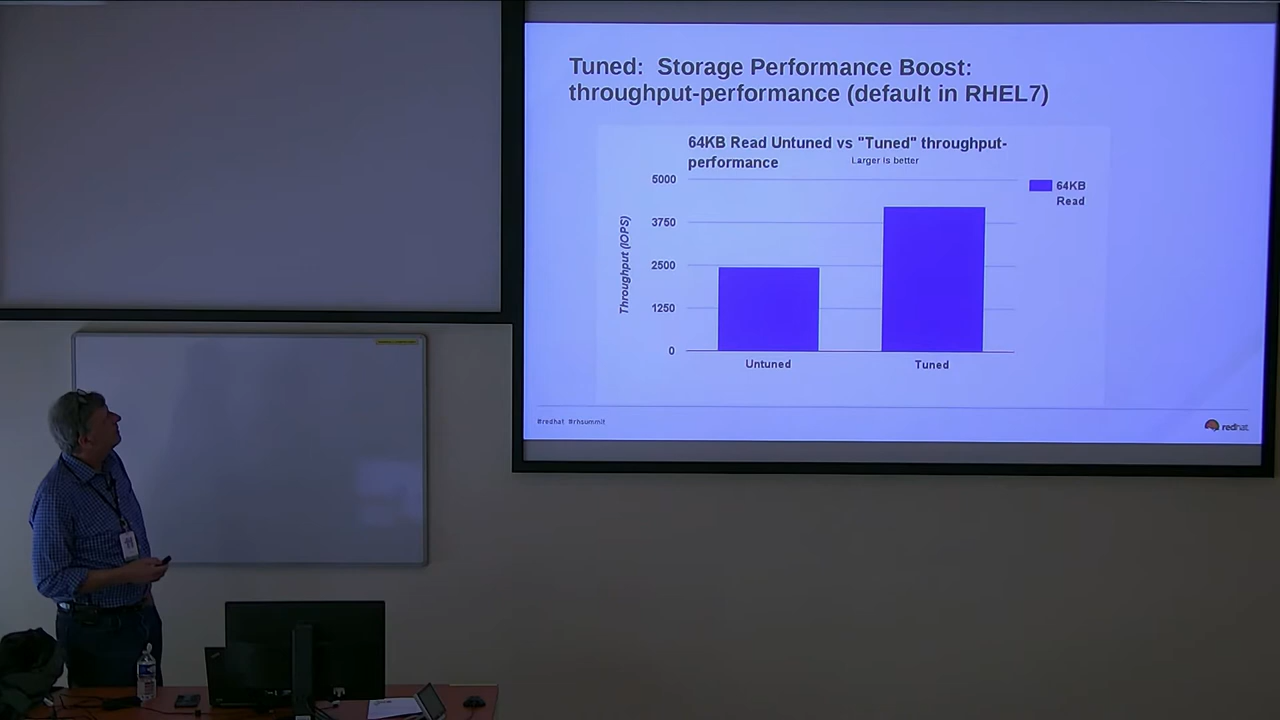 Tuned: Storage Performance Boost:
throughput-performance (default in RHEL7)
64KB Read Untuned vs "Tuned" throughput-
performance
Larger is better
5000
3750
2500
1250
0
Throughput (IOPS)
Untuned
Tuned
64KB
Read
#redhat #rhsummit
redhat